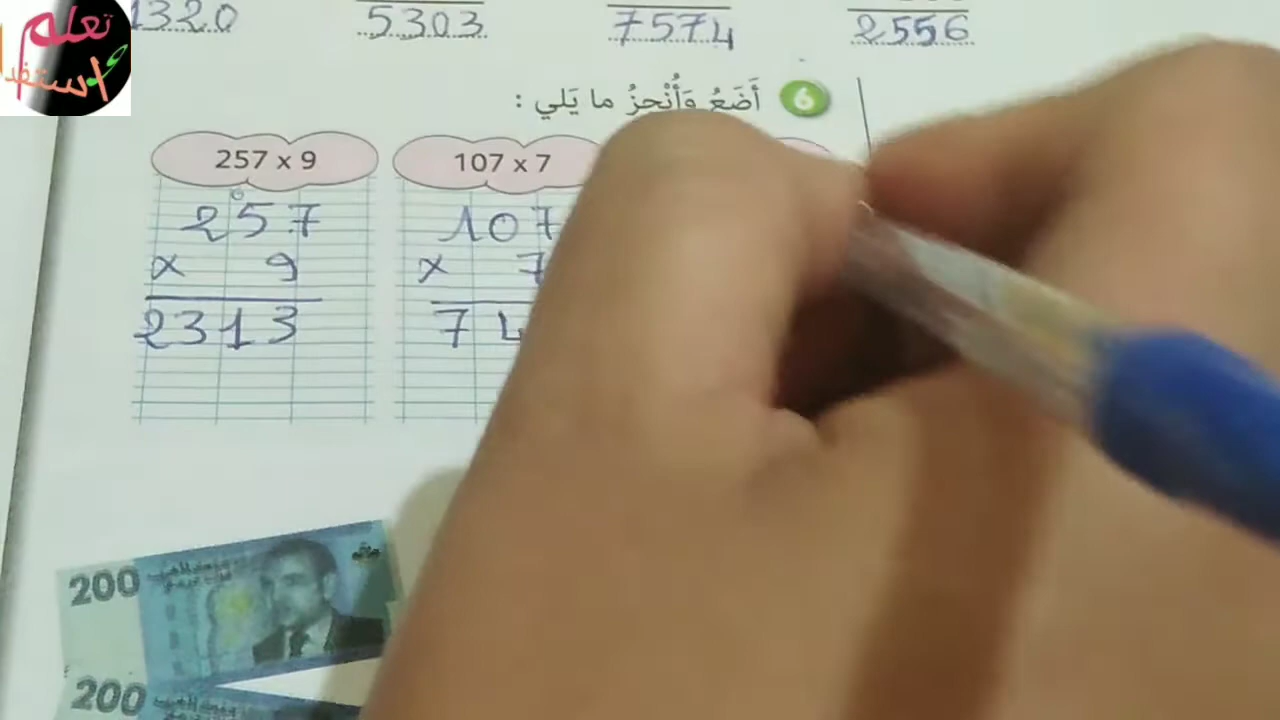 تعلم
1320 5303 7574 2556
6 أَضَعُ وَأُنْجِزُ ما يَلي :
257 x 9 107 x 7
257 107
x 9 x 7
2313 74
200
200